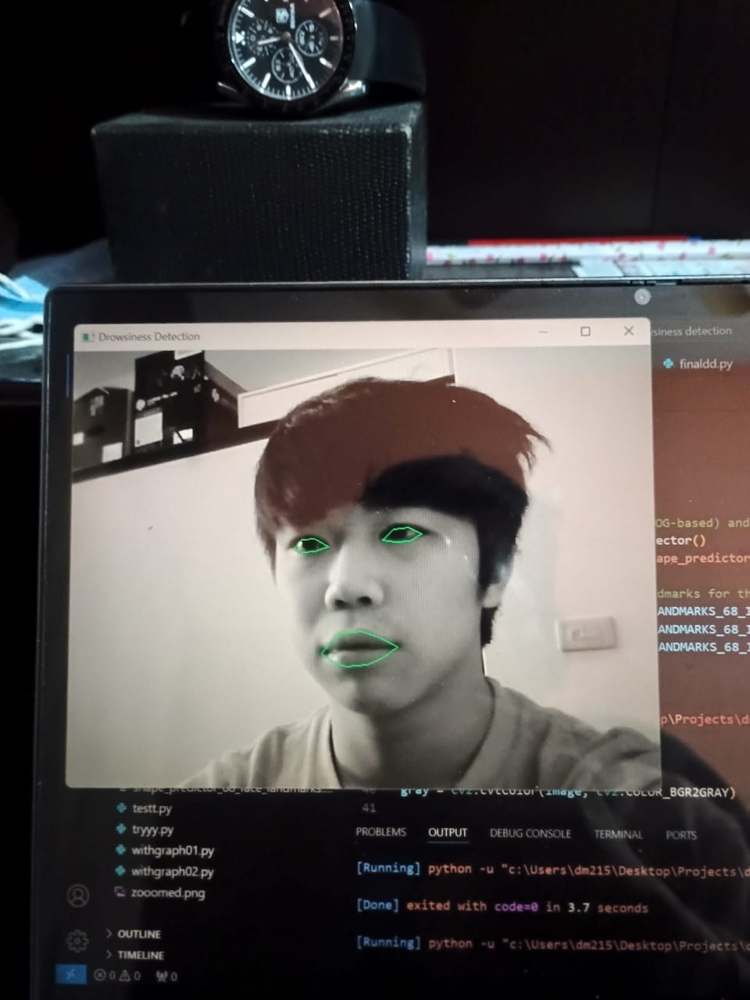 Drowsiness Detection
siness detection
finaldd.py
OG-based) and
ector()
ape_predictor
dmarks for th
ANDMARKS_68_I
ANDMARKS_68_I
ANDMARKS_68_I
p\Projects\d
shape_predictor_68_face_landmarks....
gray = cv2.cvtColor(image, cv2.COLOR_BGR2GRAY)
testt.py
41
tryyy.py
PROBLEMS OUTPUT DEBUG CONSOLE TERMINAL PORTS
withgraph01.py
withgraph02.py
[Running] python -u "c:\Users\dm215\Desktop\Projects\d
zooomed.png
[Done] exited with code=0 in 3.7 seconds
OUTLINE
[Running] python -u "c:\Users\dm215\Desktop\Projects\
TIMELINE
0 0 0